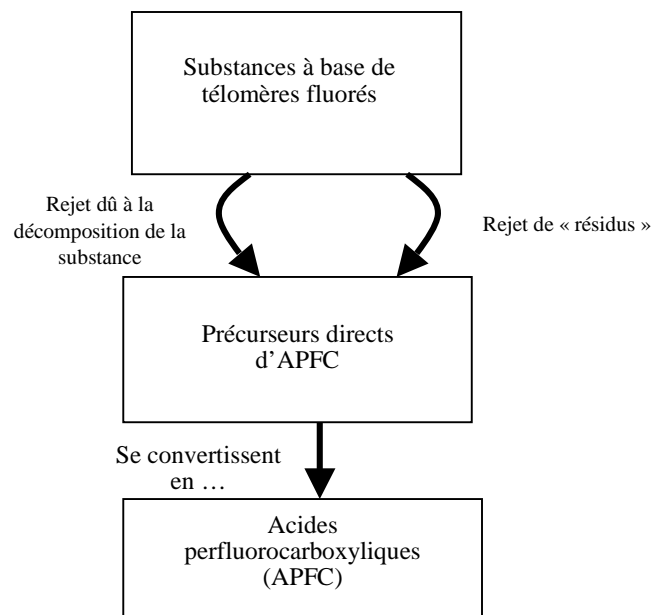 Substances à base de
télomères fluorés
Rejet dû à la
décomposition de la
substance
Rejet de « résidus »
Précurseurs directs
d’APFC
Se convertissent
en …
Acides
perfluorocarboxyliques
(APFC)